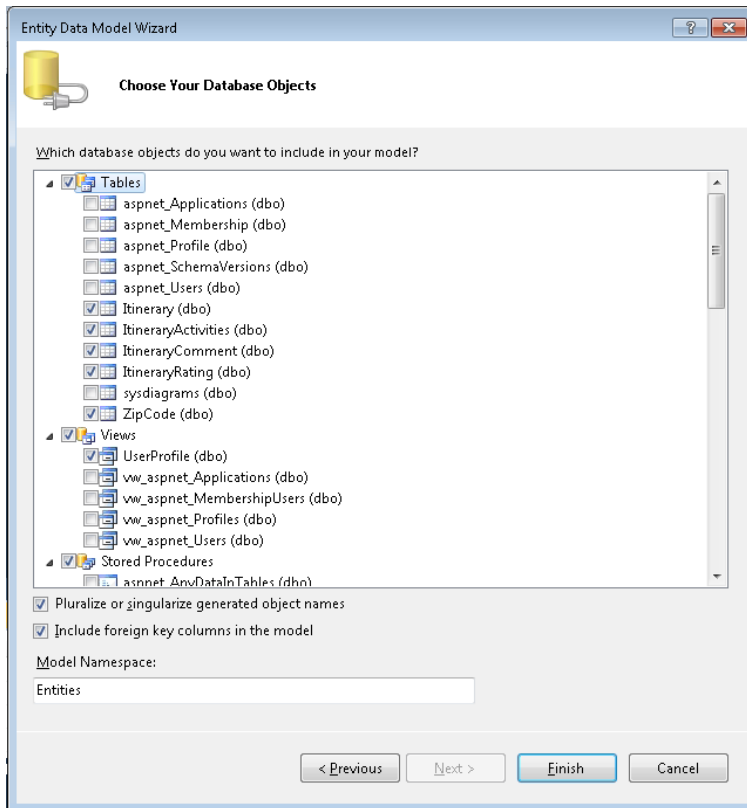 Entity Data Model Wizard
Choose Your Database Objects
Which database objects do you want to include in your model?
Tables
aspnet_Applications (dbo)
aspnet_Membership (dbo)
aspnet_Profile (dbo)
aspnet_SchemaVersions (dbo)
aspnet_Users (dbo)
Itinerary (dbo)
ItineraryActivities (dbo)
ItineraryComment (dbo)
ItineraryRating (dbo)
sysdiagrams (dbo)
ZipCode (dbo)
Views
UserProfile (dbo)
vw_aspnet_Applications (dbo)
vw_aspnet_MembershipUsers (dbo)
vw_aspnet_Profiles (dbo)
vw_aspnet_Users (dbo)
Stored Procedures
aspnet_AnyDataInTables (dbo)
Pluralize or singularize generated object names
Include foreign key columns in the model
Model Namespace:
Entities
< Previous Next > Finish Cancel